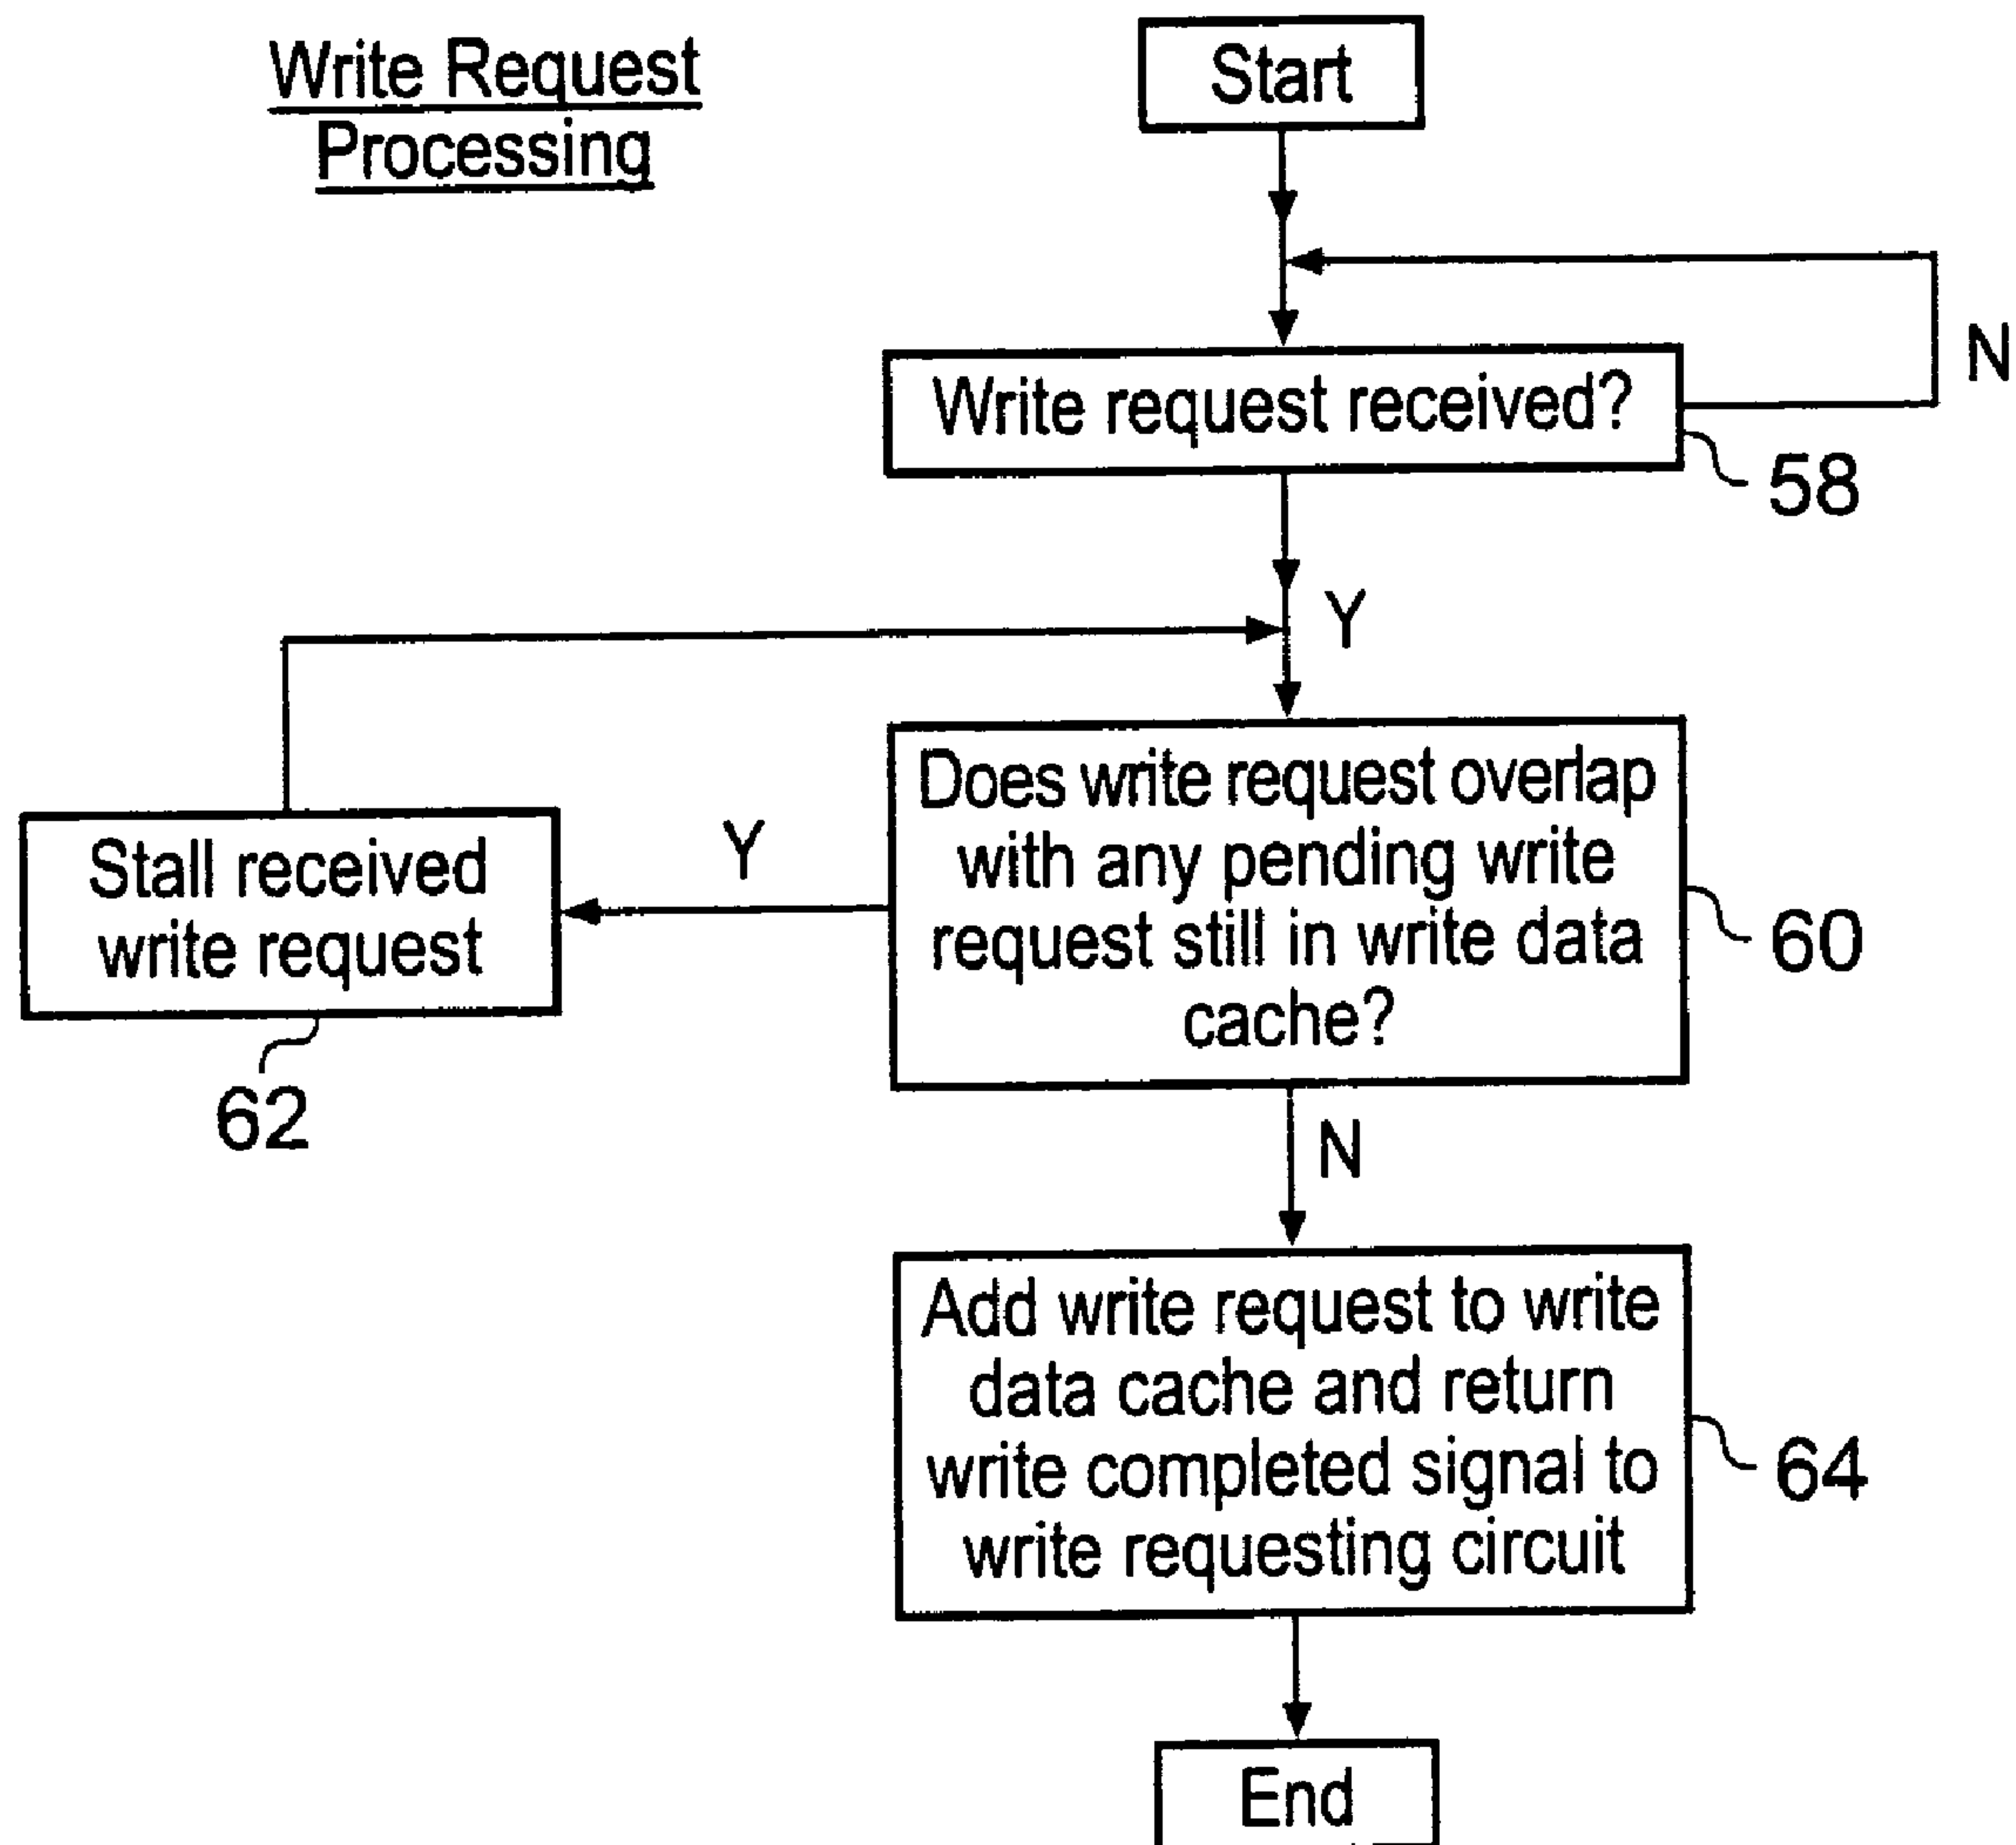 Write Request
Processing
Start
N
Write request received?
58
Y
Does write request overlap
with any pending write
request still in write data
cache?
60
Y
Stall received
write request
62
N
Add write request to write
data cache and return
write completed signal to
write requesting circuit
64
End